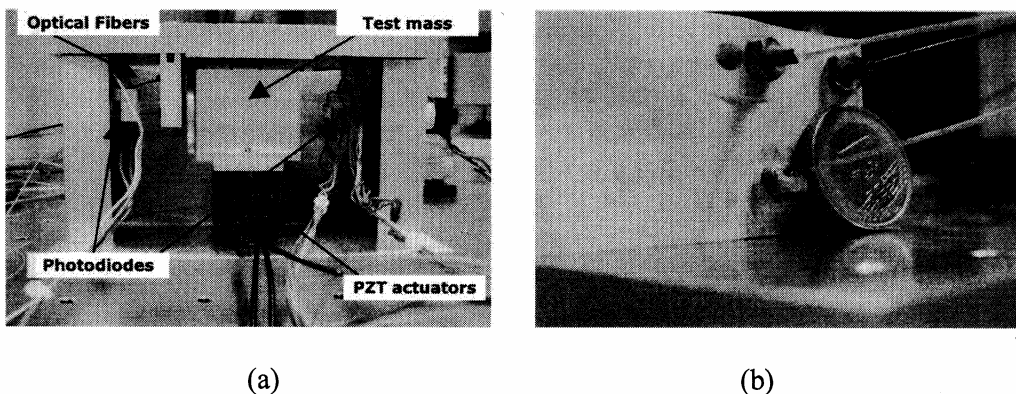 Optical Fibers
Test mass
Photodiodes
PZT actuators
(a)
(b)